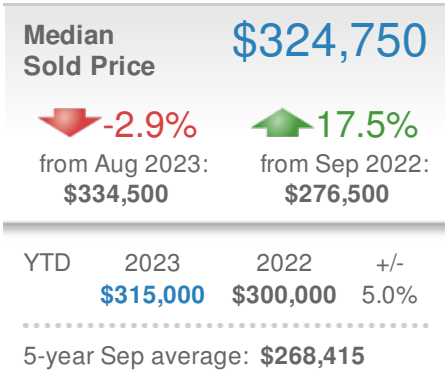 Median $324,750
Sold Price
-2.9% 17.5%
from Aug 2023: from Sep 2022:
$334,500 $276,500
YTD 2023 2022 +/-
$315,000 $300,000 5.0%
5-year Sep average: $268,415